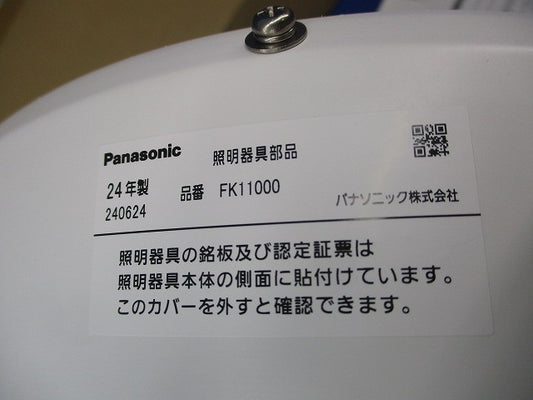 Panasonic 照明器具部品
24年製 品番 FK11000
240624 パナソニック株式会社
照明器具の銘板及び認定証票は
照明器具本体の側面に貼付けています。
このカバーを外すと確認できます。